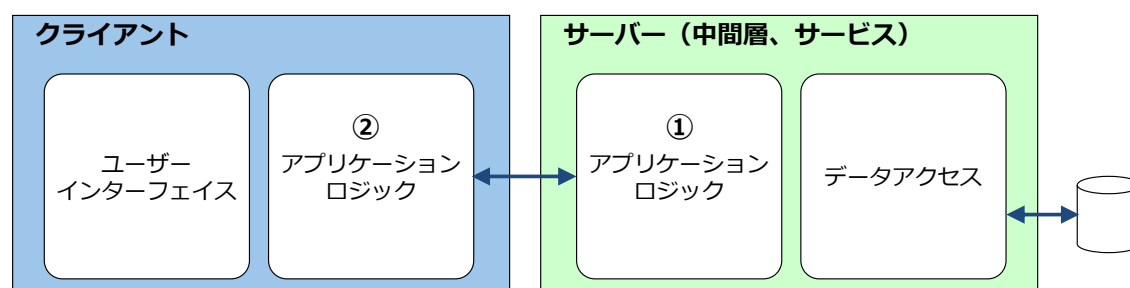 クライアント
ユーザー
インターフェイス
②
アプリケーション
ロジック
サーバー（中間層、サービス）
①
アプリケーション
ロジック
データアクセス